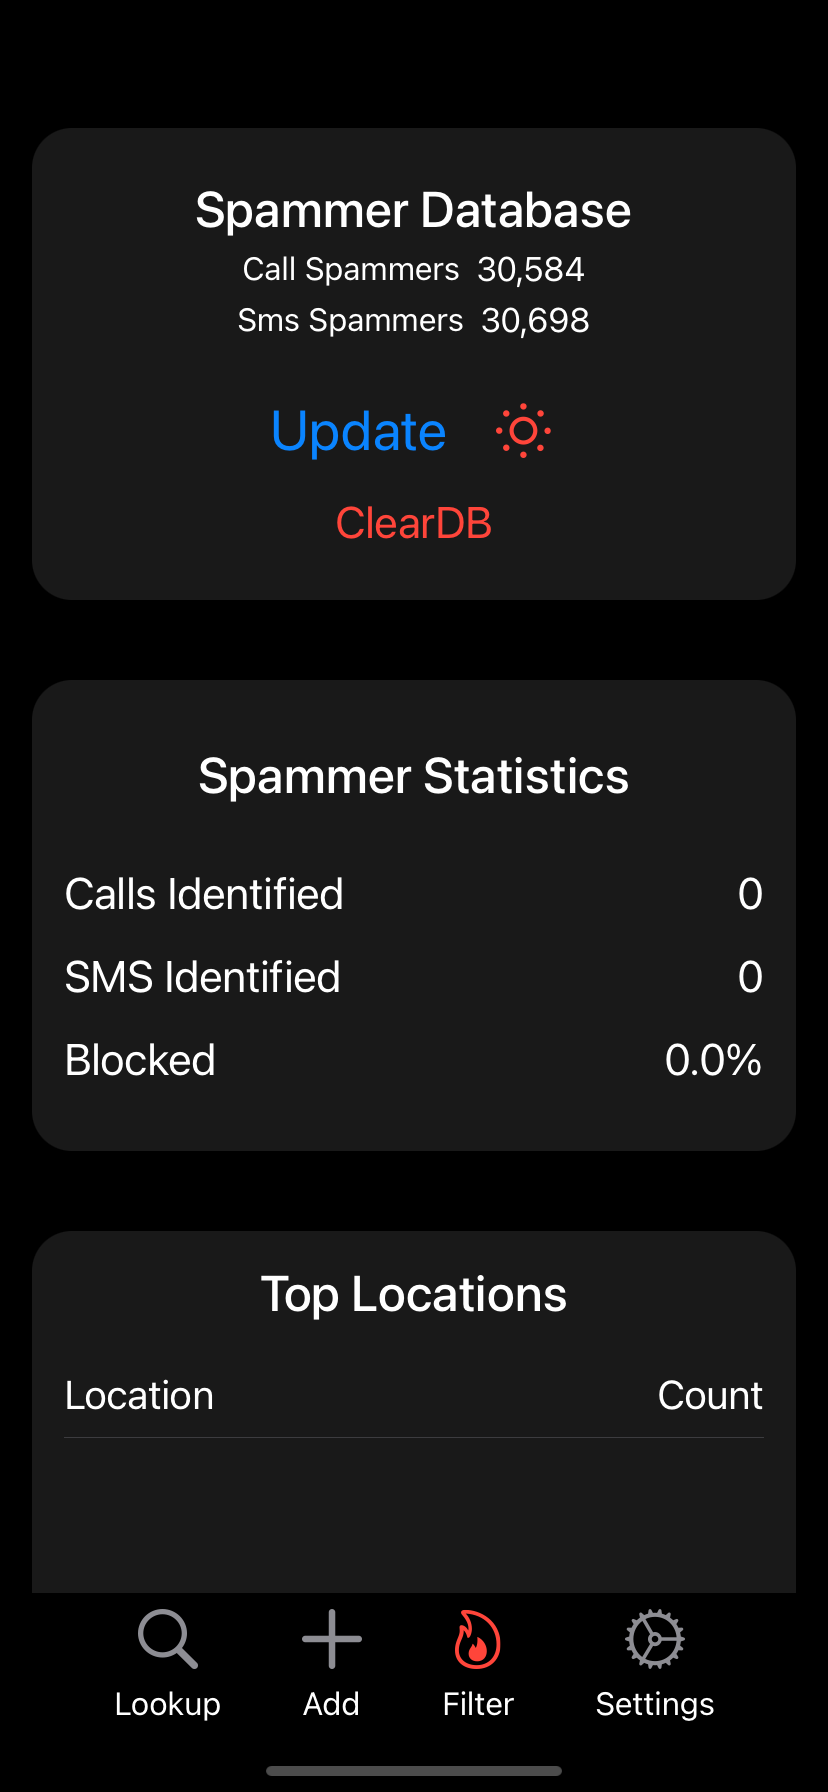 Spammer Database
Call Spammers 30,584
Sms Spammers 30,698
Update
ClearDB
Spammer Statistics
Calls Identified 0
SMS Identified 0
Blocked 0.0%
Top Locations
Location Count
Lookup Add Filter Settings